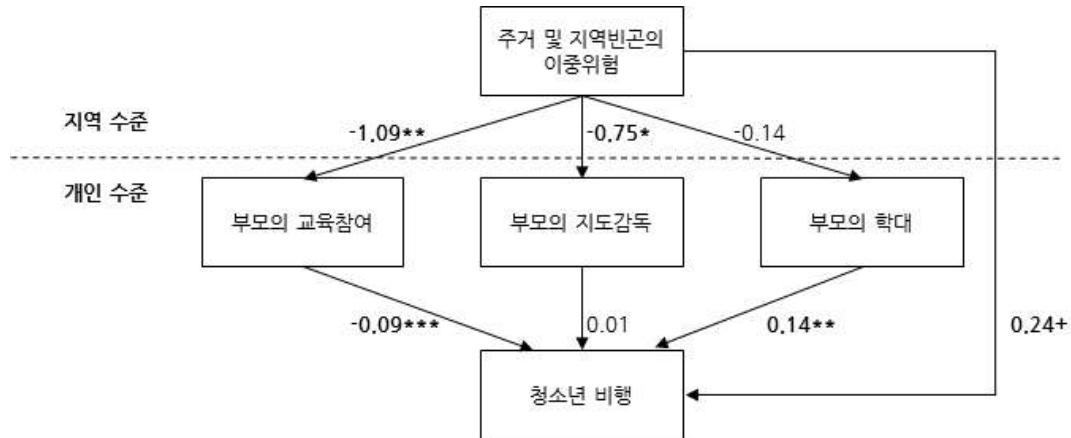 주거 및 지역빈곤의
이중위험
지역 수준
-1.09**
-0.75*
-0.14
개인 수준
부모의 교육참여
부모의 지도감독
부모의 학대
-0.09***
0.01
0.14**
0.24+
청소년 비행